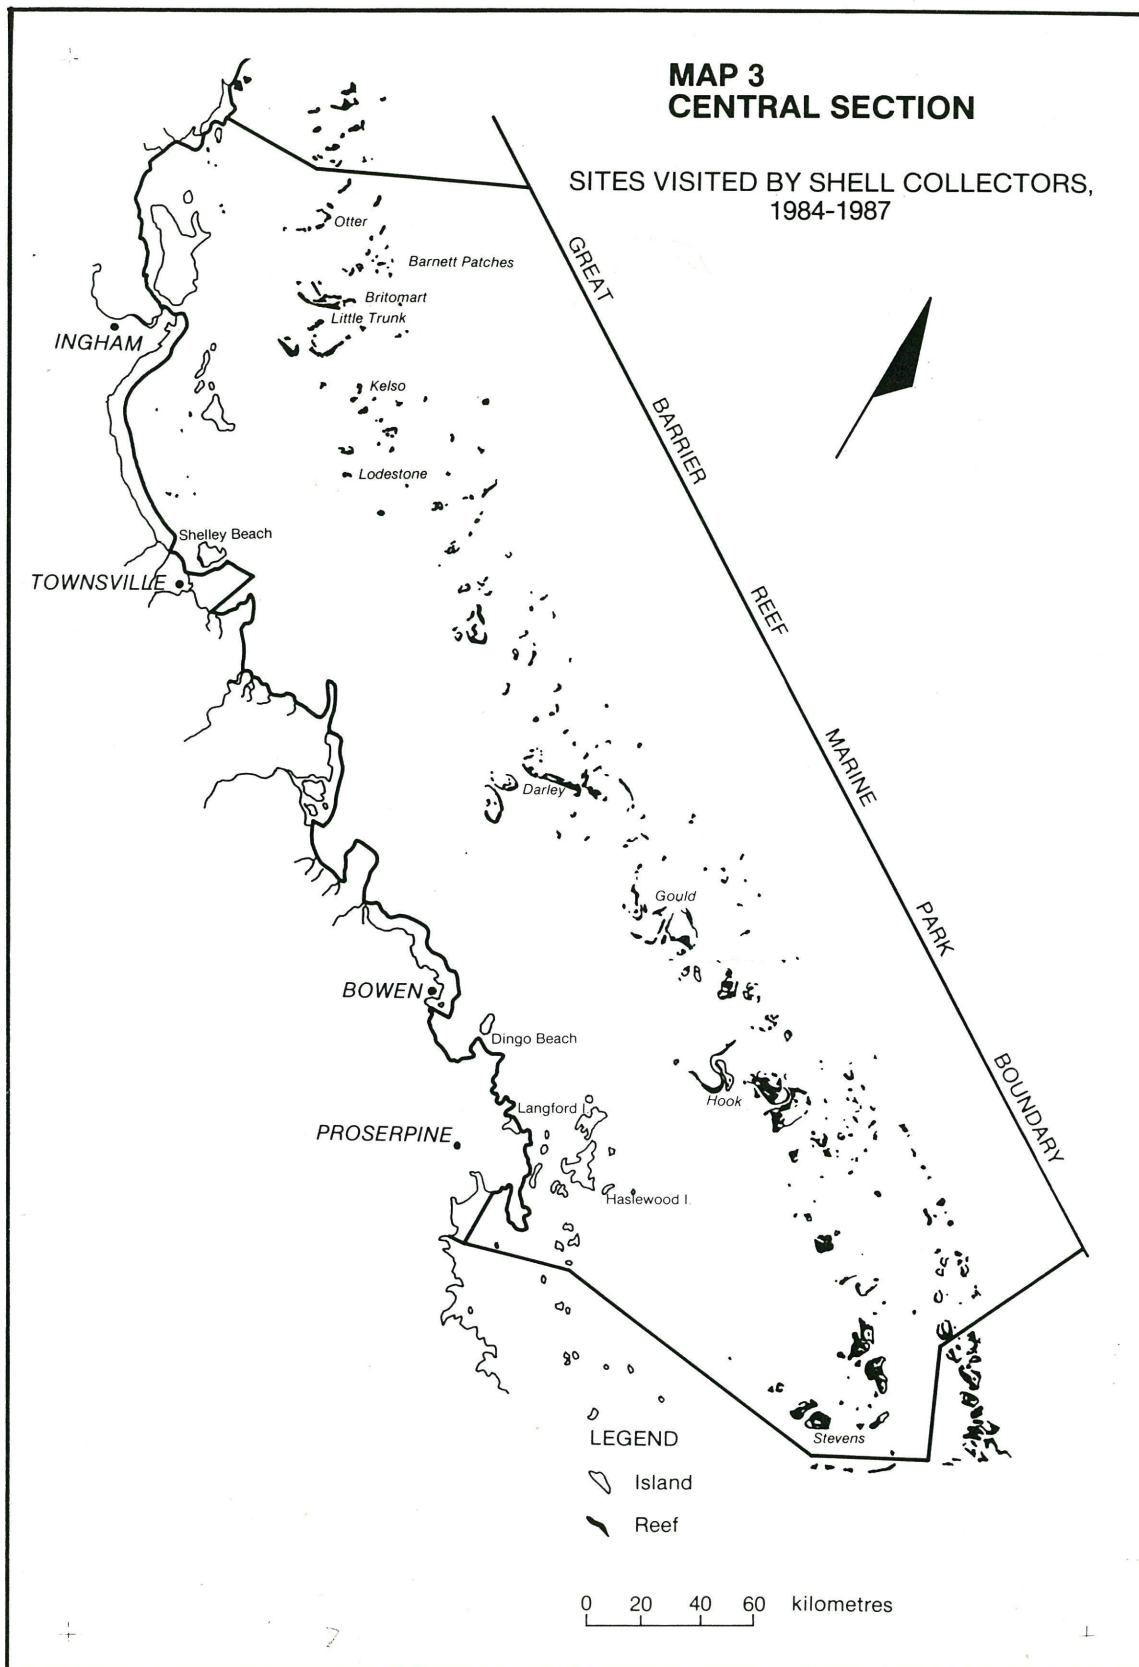 MAP 3
CENTRAL SECTION
SITES VISITED BY SHELL COLLECTORS,
1984-1987
GREAT
BARRIER
REEF
MARINE
PARK
BOUNDARY
Otter
Barnett Patches
Britomart
Little Trunk
INGHAM
Kelso
Lodestone
Shelley Beach
TOWNSVILLE
Darley
Gould
BOWEN
Dingo Beach
Hook
Langford I.
PROSERPINE
Haslewood I.
Stevens
LEGEND
Island
Reef
0 20 40 60 kilometres